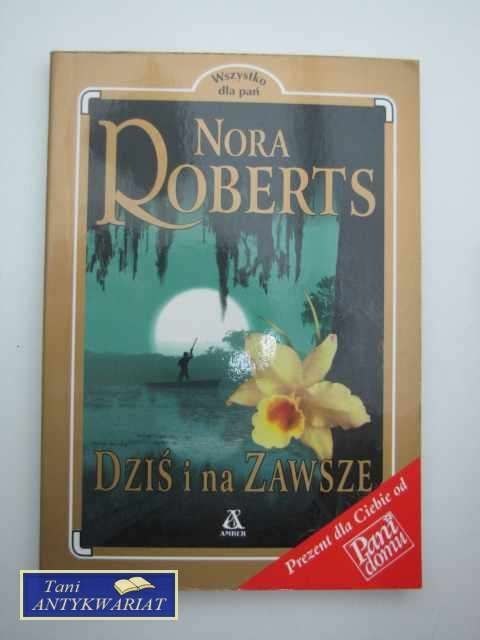 Wszystko
dla pań
NORA
ROBERTS
DZIŚ i na ZAWSZE
AMBER
Prezent dla Ciebie od
Pani
domu
Tani
ANTYKWARIAT